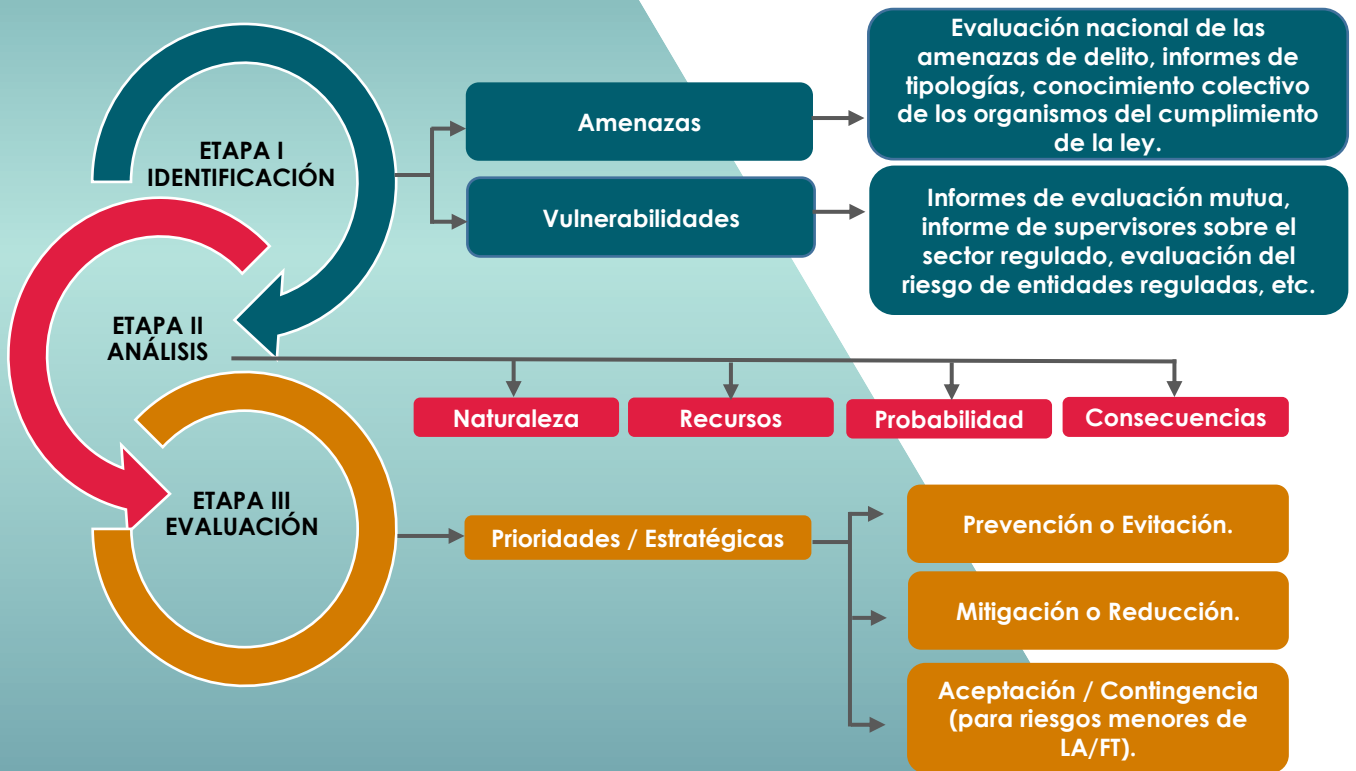 ETAPA I
IDENTIFICACIÓN
Amenazas
Evaluación nacional de las
amenazas de delito, informes de
tipologías, conocimiento colectivo
de los organismos del cumplimiento
de la ley.
Vulnerabilidades
Informes de evaluación mutua,
informe de supervisores sobre el
sector regulado, evaluación del
riesgo de entidades reguladas, etc.
ETAPA II
ANÁLISIS
Naturaleza
Recursos
Probabilidad
Consecuencias
ETAPA III
EVALUACIÓN
Prioridades / Estratégicas
Prevención o Evitación.
Mitigación o Reducción.
Aceptación / Contingencia
(para riesgos menores de
LA/FT).